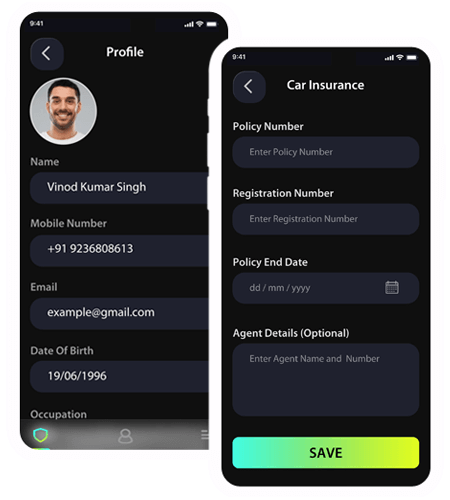 9:41
Profile
Name
Vinod Kumar Singh
Mobile Number
+91 9236808613
Email
example@gmail.com
Date Of Birth
19/06/1996
Occupation
9:41
Car Insurance
Policy Number
Enter Policy Number
Registration Number
Enter Registration Number
Policy End Date
dd / mm / yyyy
Agent Details (Optional)
Enter Agent Name and Number
SAVE